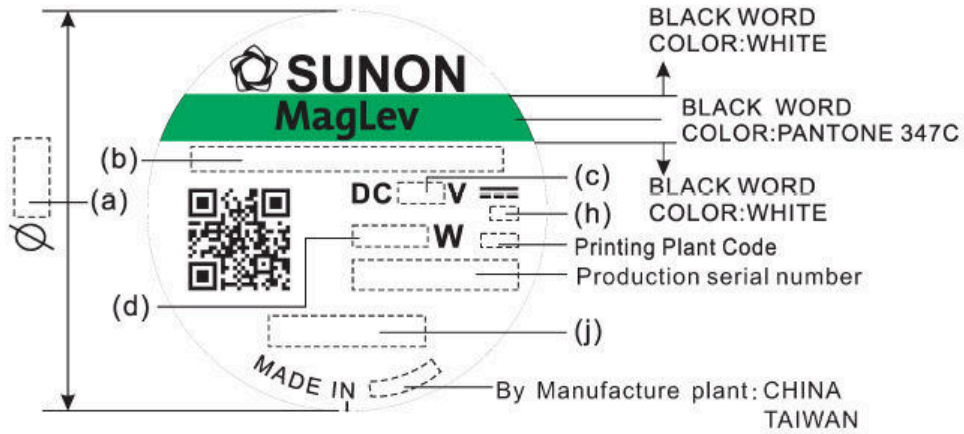 BLACK WORD
COLOR:WHITE
SUNON
MagLev
BLACK WORD
COLOR:PANTONE 347C
(b)
(c)
DC V
BLACK WORD
COLOR:WHITE
(a)
(h)
Ø
W
Printing Plant Code
Production serial number
(d)
(j)
MADE IN
By Manufacture plant: CHINA
TAIWAN